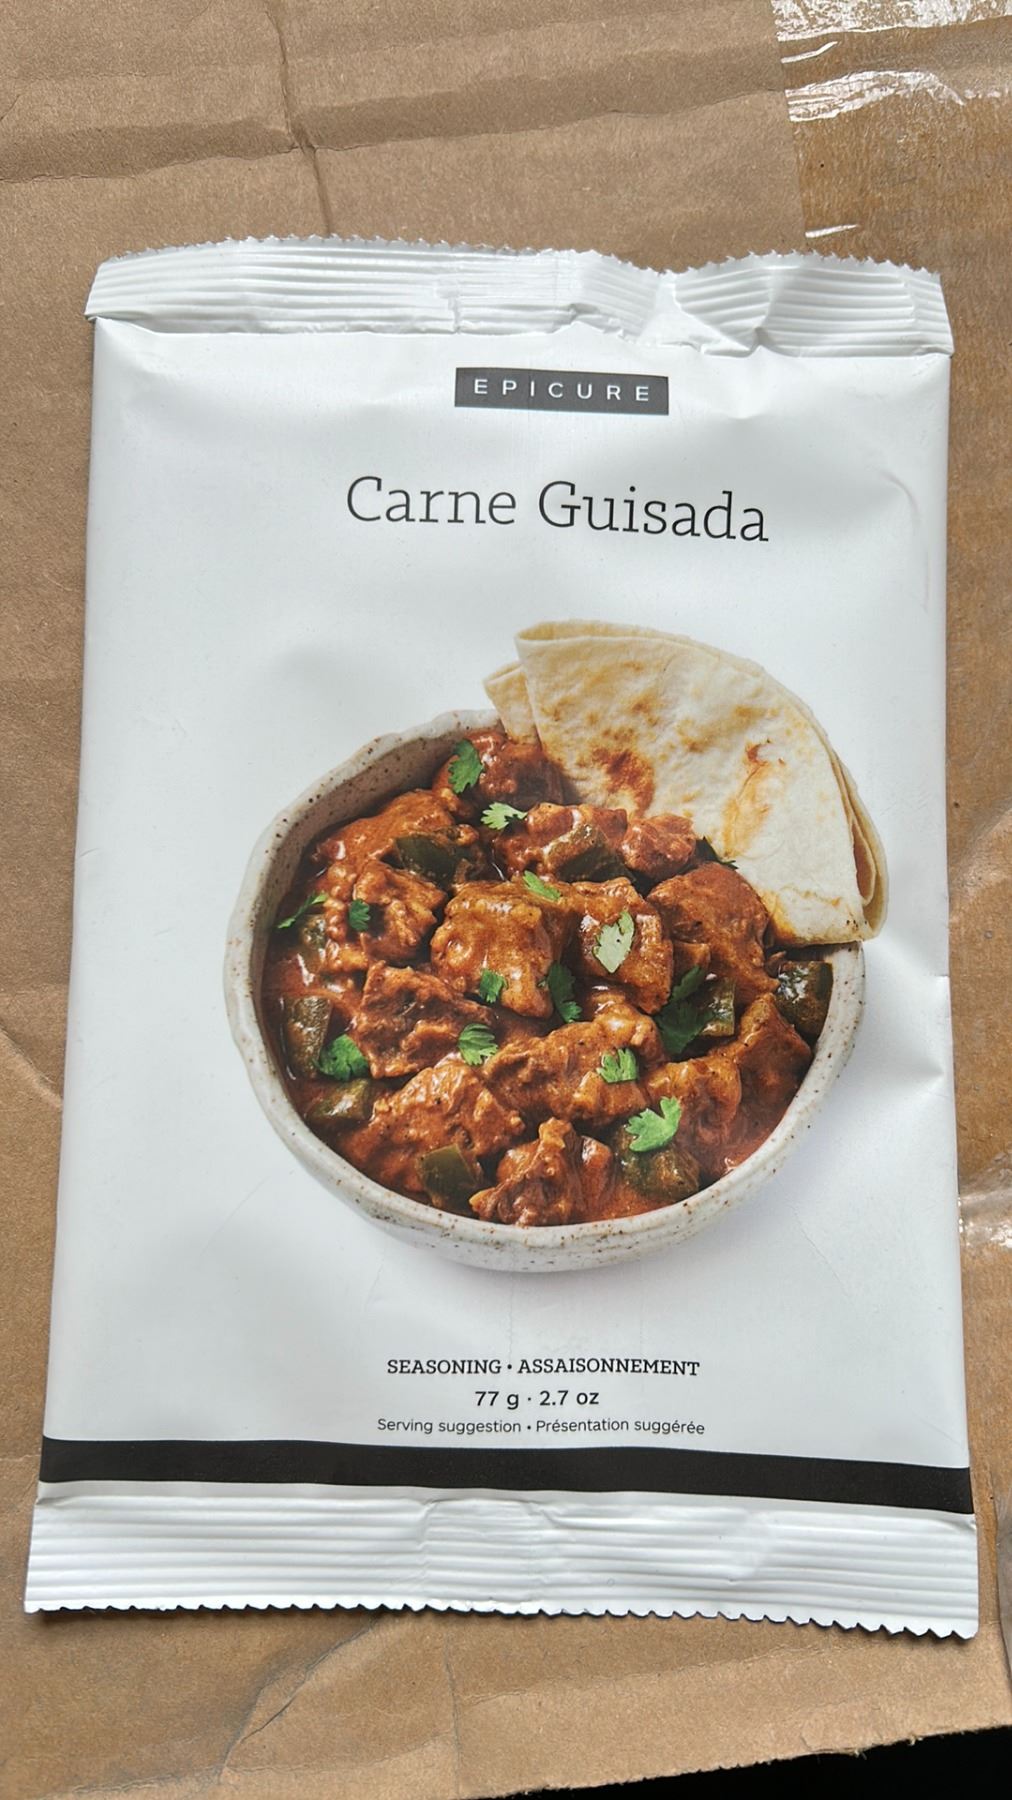 EPICURE
Carne Guisada
SEASONING • ASSAISONNEMENT
77 g · 2.7 oz
Serving suggestion • Présentation suggérée